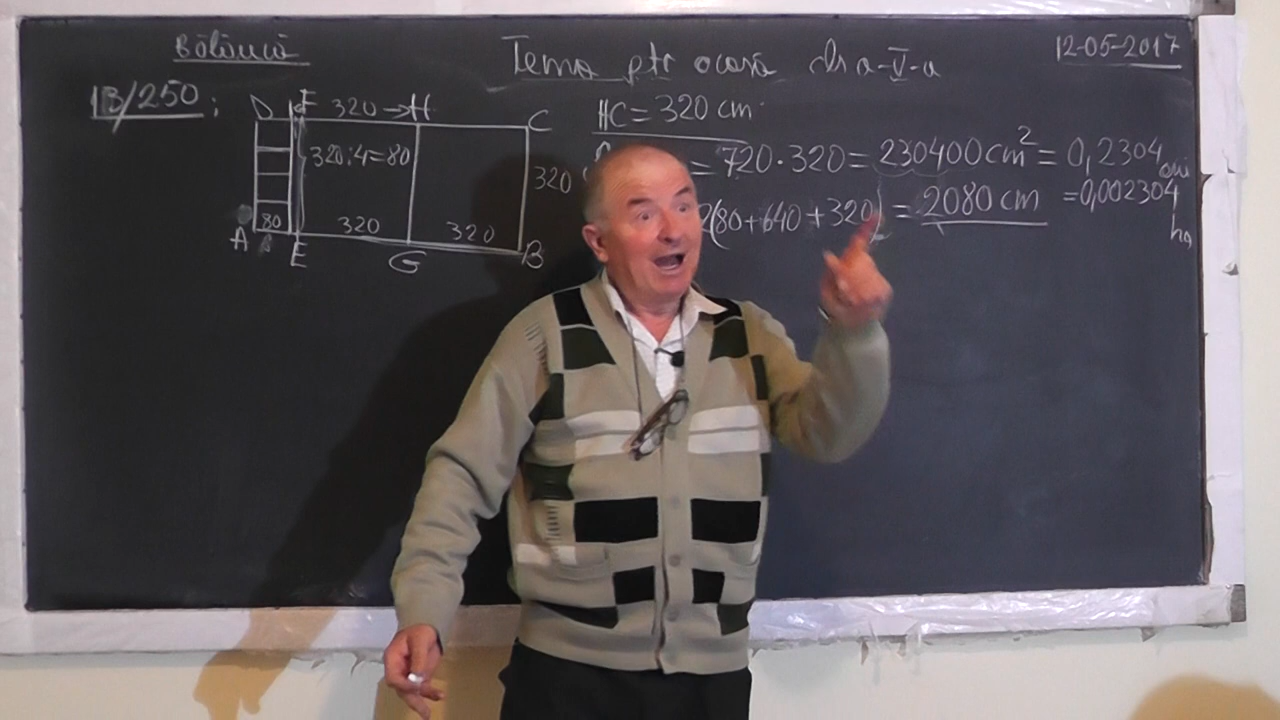 Tema ptr acasă cls a-V-a
12-05-2017
13/250;
D F 320 → H C
HC = 320 cm
320:4=80
= 720·320 = 230400 cm² = 0,2304
320
2(80+640+320) = 2080 cm
=0,002304
ha
80 320 320
A E G B